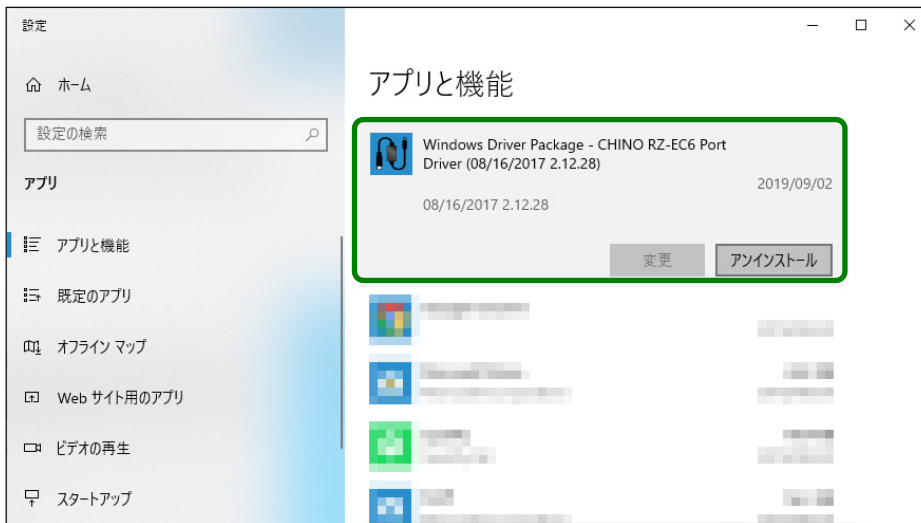 設定
ホーム
設定の検索
アプリ
アプリと機能
既定のアプリ
オフライン マップ
Web サイト用のアプリ
ビデオの再生
スタートアップ
アプリと機能
Windows Driver Package - CHINO RZ-EC6 Port
Driver (08/16/2017 2.12.28)
2019/09/02
08/16/2017 2.12.28
変更
アンインストール